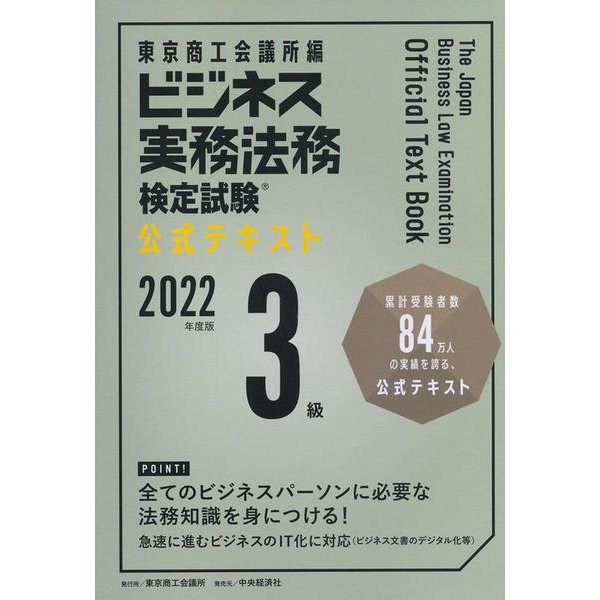 東京商工会議所編
ビジネス
実務法務
検定試験®
公式テキスト
2022
年度版
3
級
The Japan
Business Law Examination
Official Text Book
累計受験者数
84万人
の実績を誇る、
公式テキスト
POINT!
全てのビジネスパーソンに必要な
法務知識を身につける!
急速に進むビジネスのIT化に対応(ビジネス文書のデジタル化等)
発行所/東京商工会議所 発売元/中央経済社